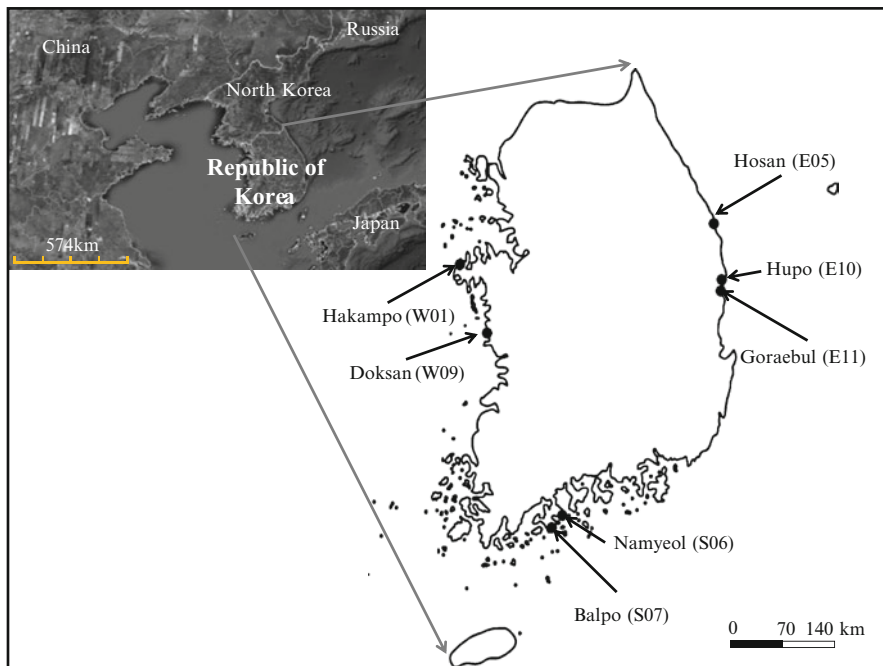 China
Russia
North Korea
Republic of
Korea
Japan
574km
Hosan (E05)
Hupo (E10)
Goraebul (E11)
Hakampo (W01)
Doksan (W09)
Namyeol (S06)
Balpo (S07)
0 70 140 km